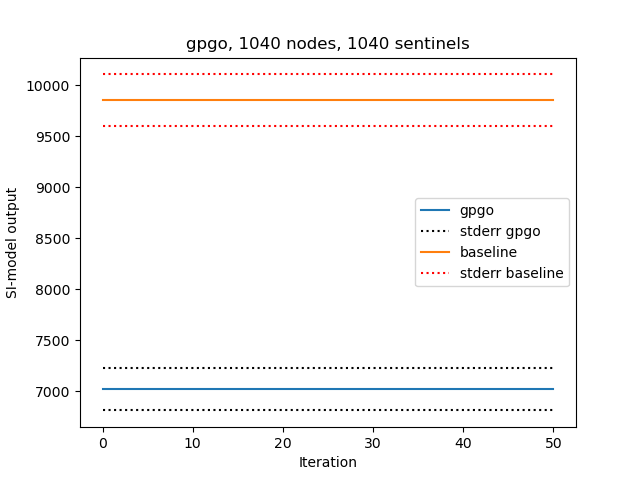 gpgo, 1040 nodes, 1040 sentinels
10000
9500
9000
8500
8000
7500
7000
SI-model output
gpgo
stderr gpgo
baseline
stderr baseline
0 10 20 30 40 50
Iteration